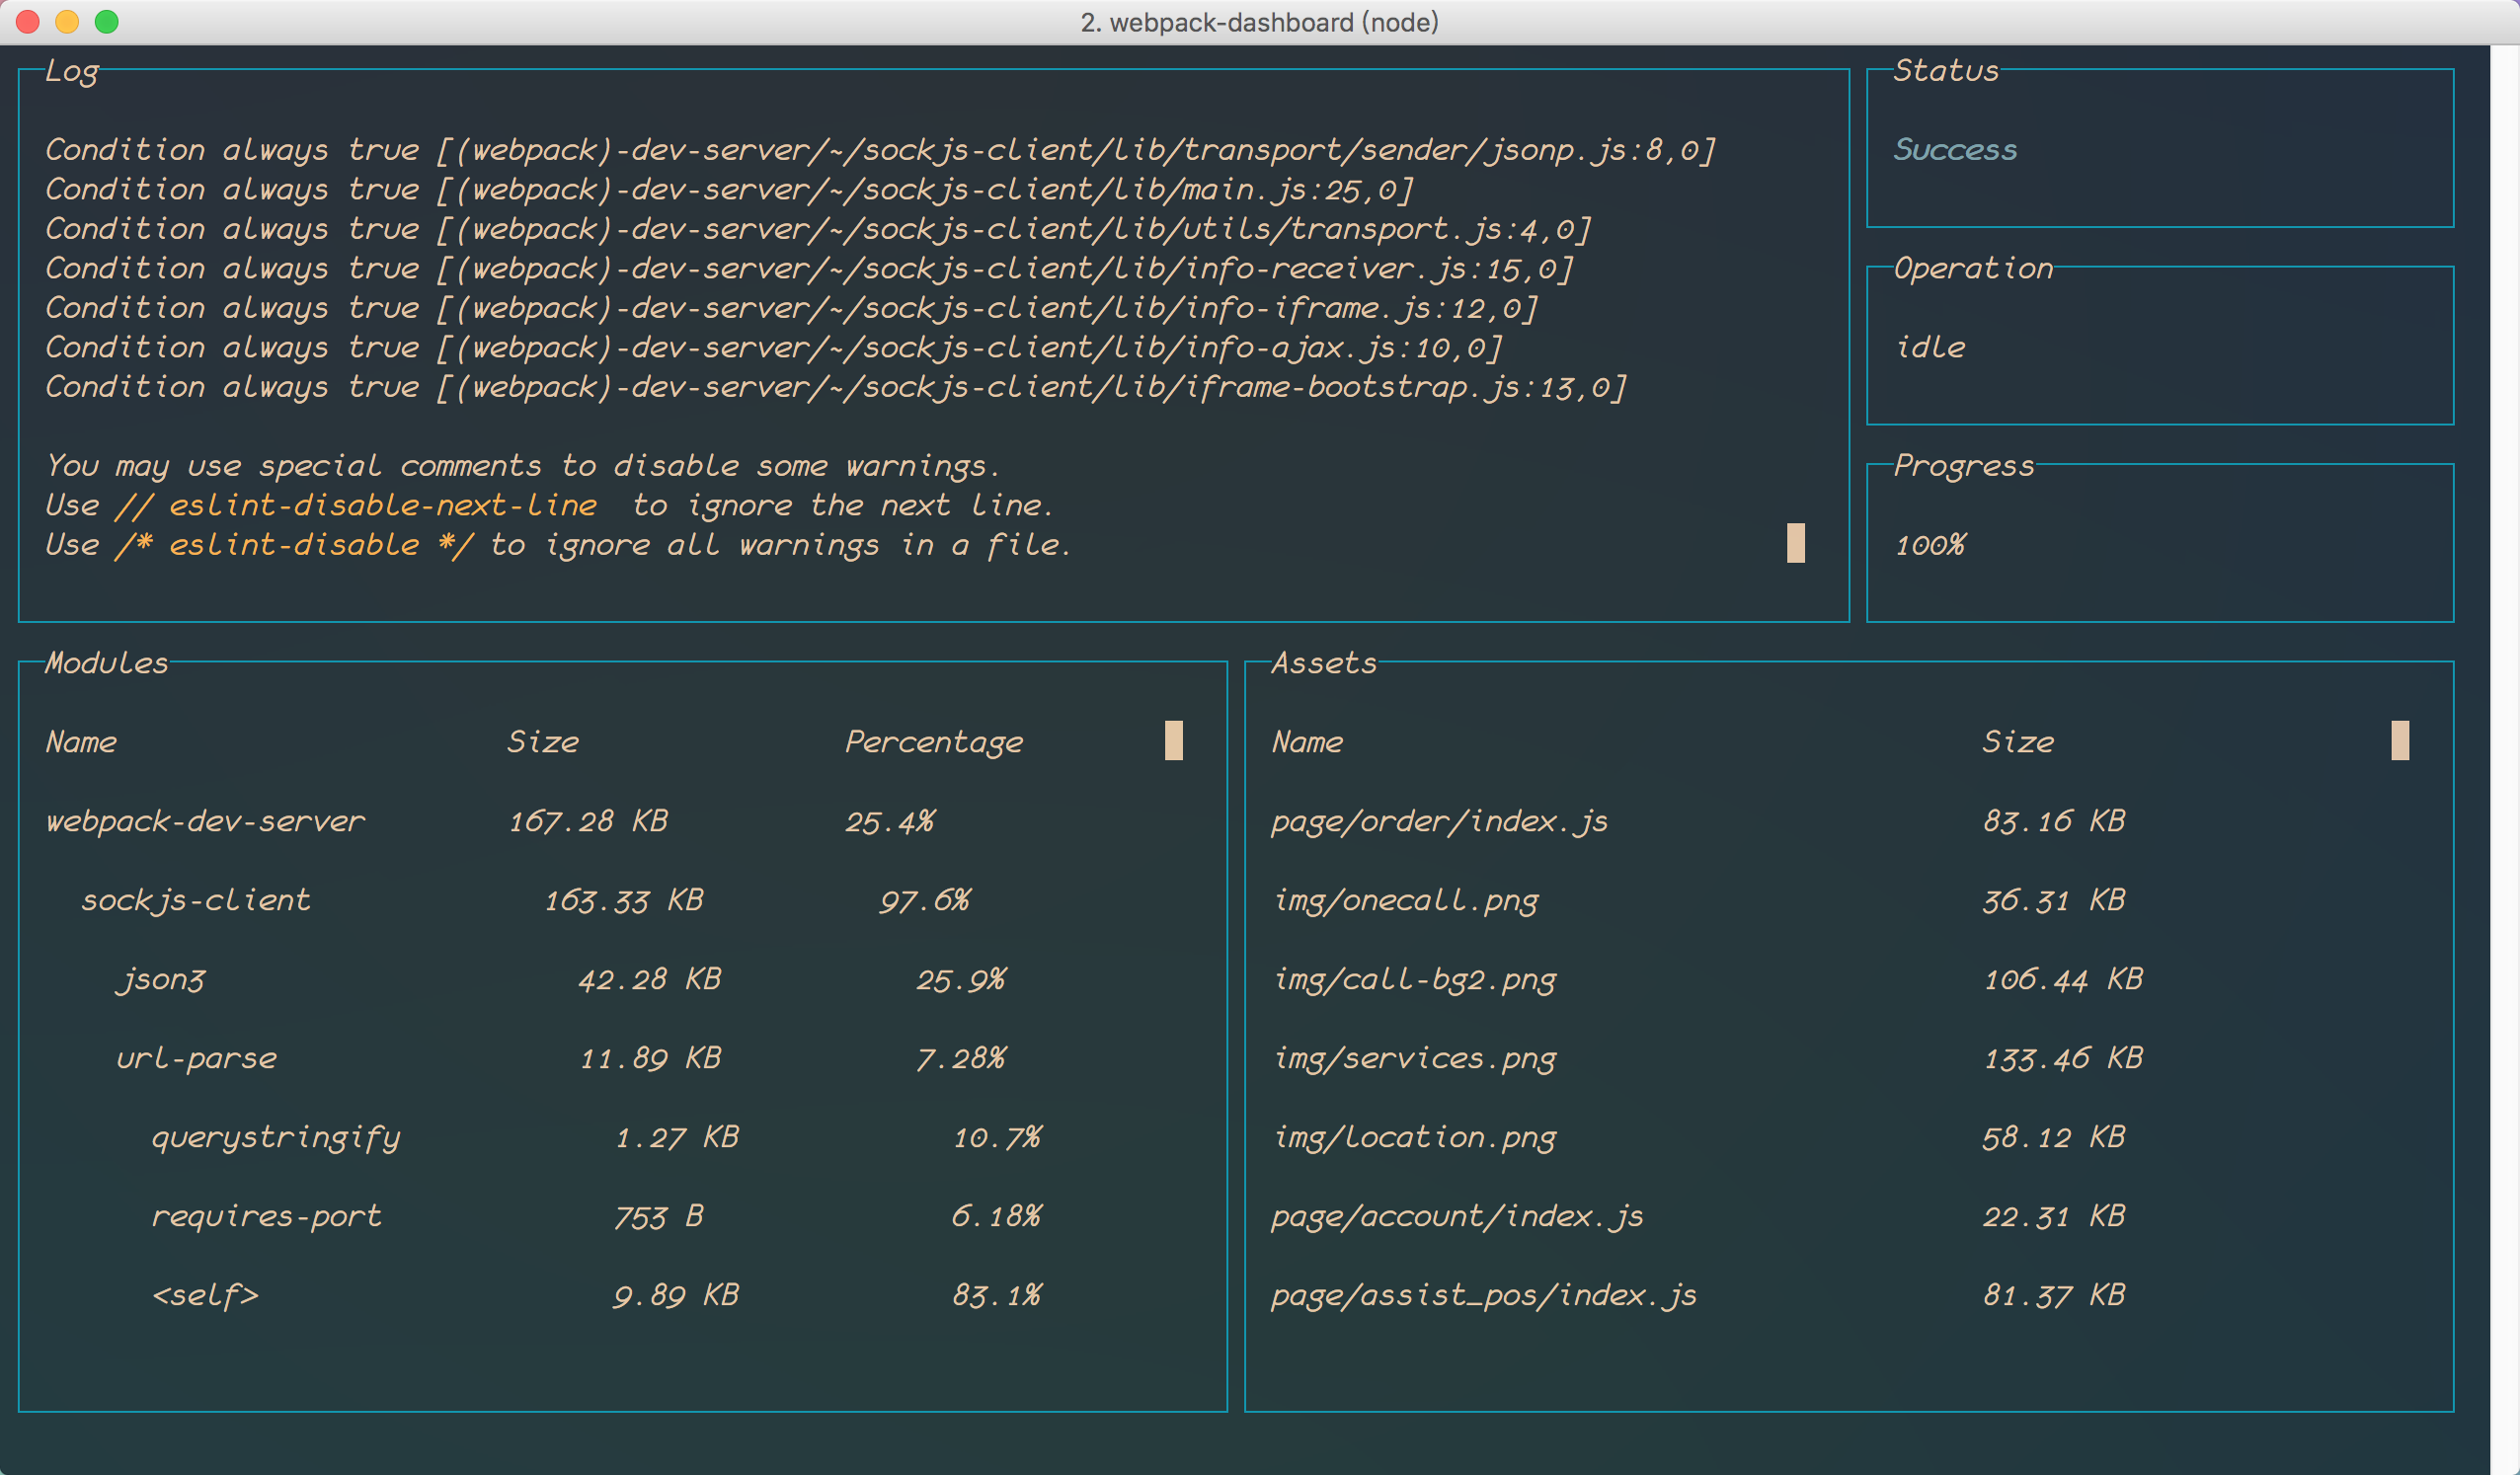 2. webpack-dashboard (node)
Log
Condition always true [(webpack)-dev-server/~/sockjs-client/lib/transport/sender/jsonp.js:8,0]
Condition always true [(webpack)-dev-server/~/sockjs-client/lib/main.js:25,0]
Condition always true [(webpack)-dev-server/~/sockjs-client/lib/utils/transport.js:4,0]
Condition always true [(webpack)-dev-server/~/sockjs-client/lib/info-receiver.js:15,0]
Condition always true [(webpack)-dev-server/~/sockjs-client/lib/info-iframe.js:12,0]
Condition always true [(webpack)-dev-server/~/sockjs-client/lib/info-ajax.js:10,0]
Condition always true [(webpack)-dev-server/~/sockjs-client/lib/iframe-bootstrap.js:13,0]
You may use special comments to disable some warnings.
Use // eslint-disable-next-line  to ignore the next line.
Use /* eslint-disable */ to ignore all warnings in a file.
Status
Success
Operation
idle
Progress
100%
Modules
Name Size Percentage
webpack-dev-server 167.28 KB 25.4%
sockjs-client 163.33 KB 97.6%
json3 42.28 KB 25.9%
url-parse 11.89 KB 7.28%
querystringify 1.27 KB 10.7%
requires-port 753 B 6.18%
<self> 9.89 KB 83.1%
Assets
Name Size
page/order/index.js 83.16 KB
img/onecall.png 36.31 KB
img/call-bg2.png 106.44 KB
img/services.png 133.46 KB
img/location.png 58.12 KB
page/account/index.js 22.31 KB
page/assist_pos/index.js 81.37 KB